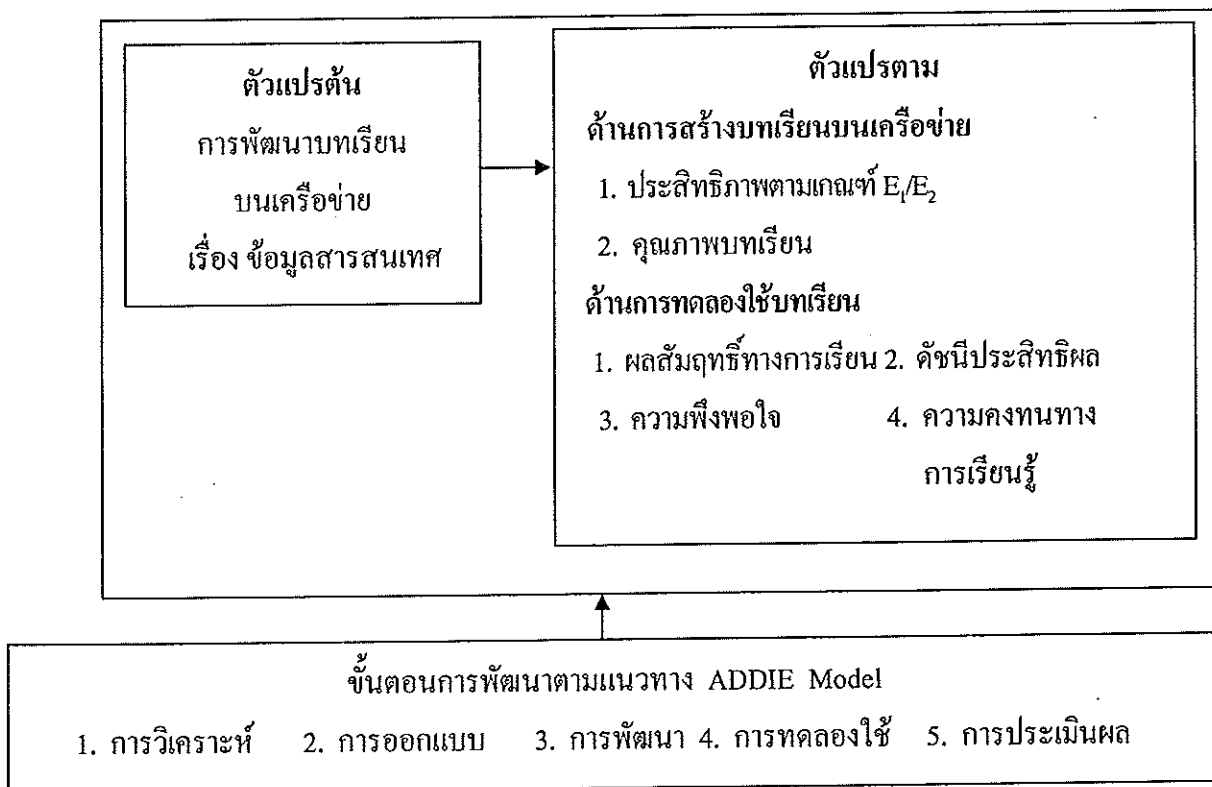 ตัวแปรต้น
การพัฒนาบทเรียน
บนเครือข่าย
เรื่อง ข้อมูลสารสนเทศ
ตัวแปรตาม
ด้านการสร้างบทเรียนบนเครือข่าย
1. ประสิทธิภาพตามเกณฑ์ E₁/E₂
2. คุณภาพบทเรียน
ด้านการทดลองใช้บทเรียน
1. ผลสัมฤทธิ์ทางการเรียน 2. ดัชนีประสิทธิผล
3. ความพึงพอใจ 4. ความคงทนทาง
การเรียนรู้
ขั้นตอนการพัฒนาตามแนวทาง ADDIE Model
1. การวิเคราะห์ 2. การออกแบบ 3. การพัฒนา 4. การทดลองใช้ 5. การประเมินผล